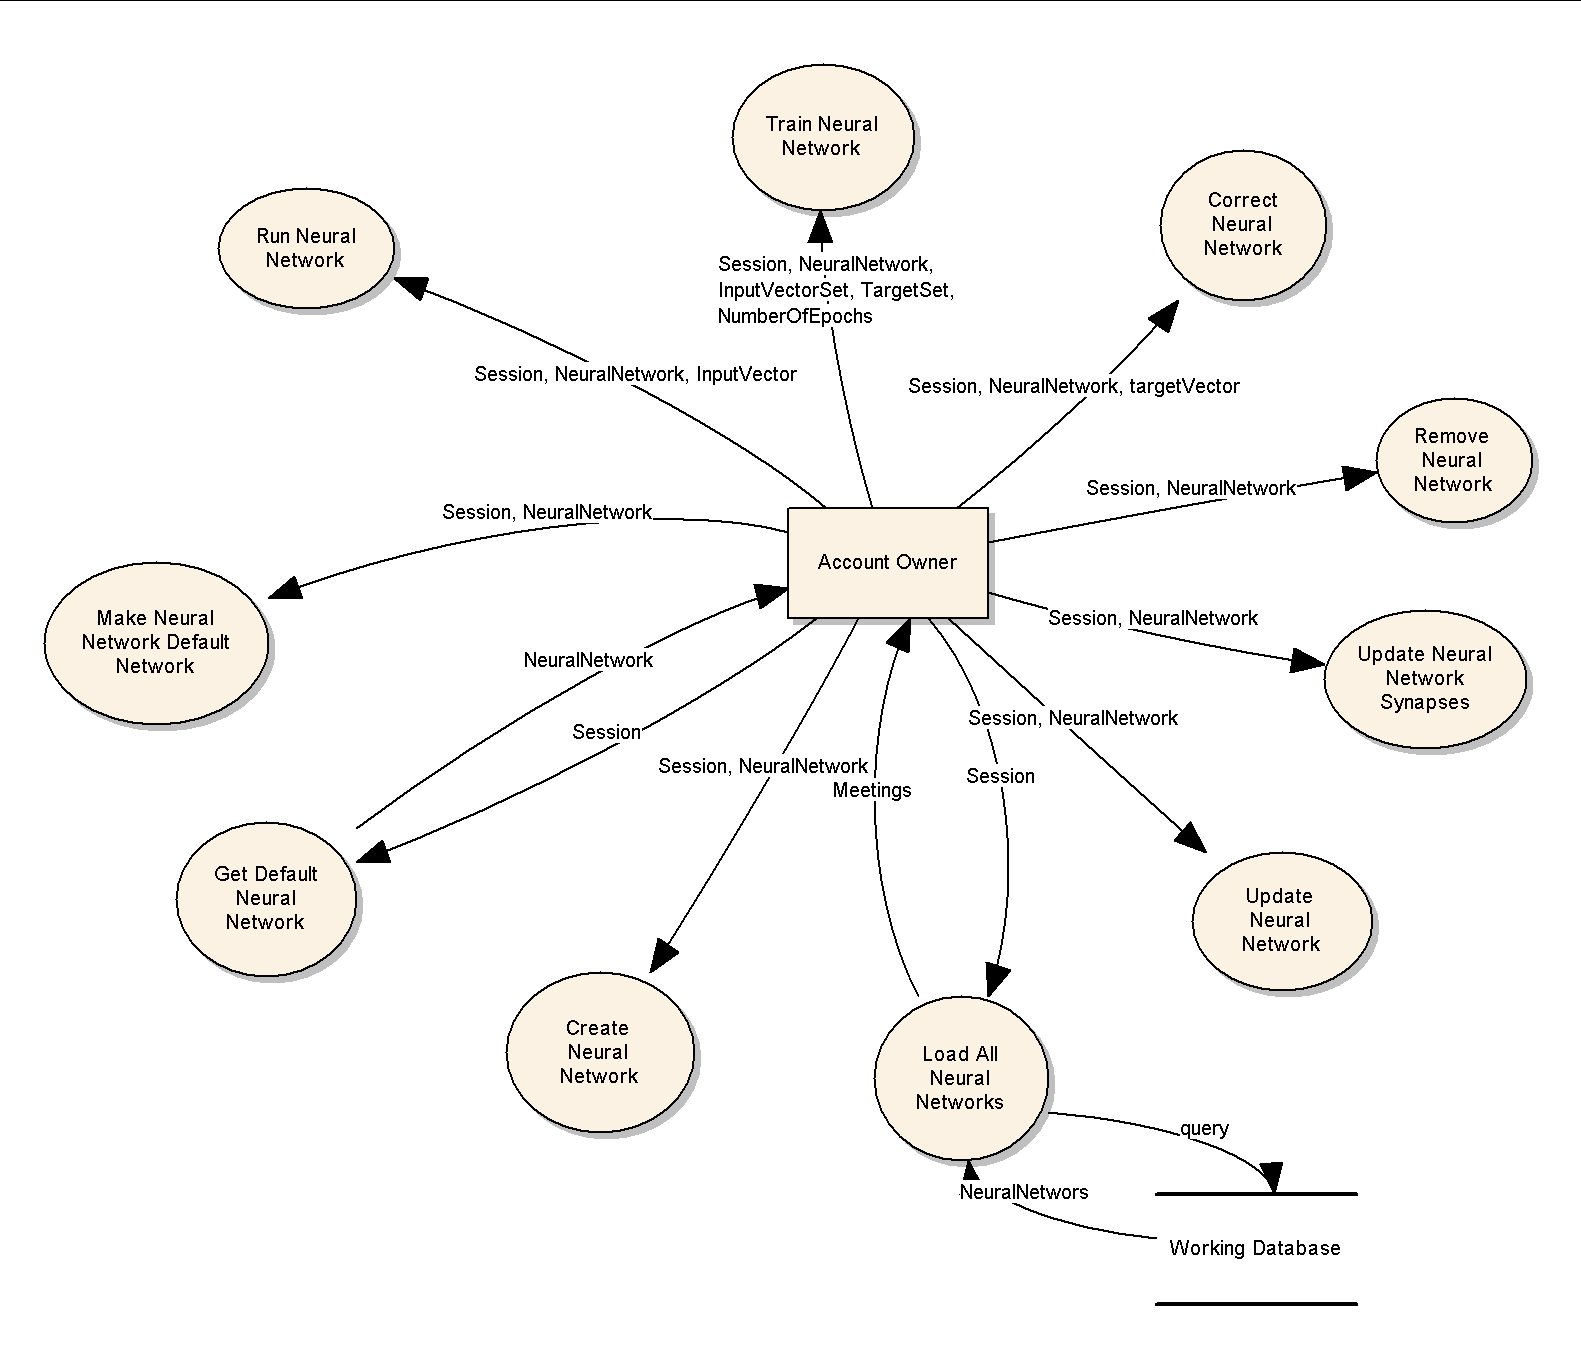 Train Neural
Network
Correct
Neural
Network
Run Neural
Network
Session, NeuralNetwork,
InputVectorSet, TargetSet,
NumberOfEpochs
Session, NeuralNetwork, InputVector
Session, NeuralNetwork, targetVector
Remove
Neural
Network
Session, NeuralNetwork
Session, NeuralNetwork
Account Owner
Make Neural
Network Default
Network
Session, NeuralNetwork
Update Neural
Network
Synapses
NeuralNetwork
Session
Session, NeuralNetwork
Session, NeuralNetwork
Meetings
Session
Get Default
Neural
Network
Update
Neural
Network
Create
Neural
Network
Load All
Neural
Networks
query
NeuralNetwors
Working Database